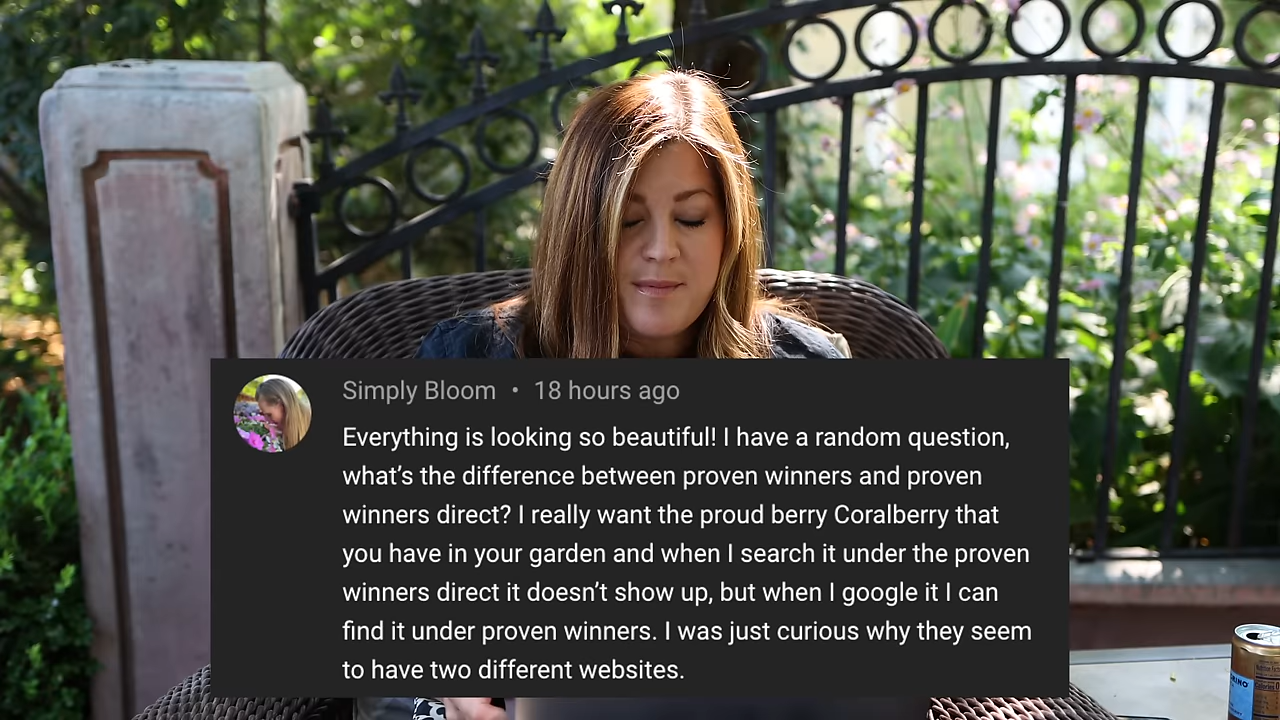 Simply Bloom • 18 hours ago
Everything is looking so beautiful! I have a random question,
what's the difference between proven winners and proven
winners direct? I really want the proud berry Coralberry that
you have in your garden and when I search it under the proven
winners direct it doesn't show up, but when I google it I can
find it under proven winners. I was just curious why they seem
to have two different websites.